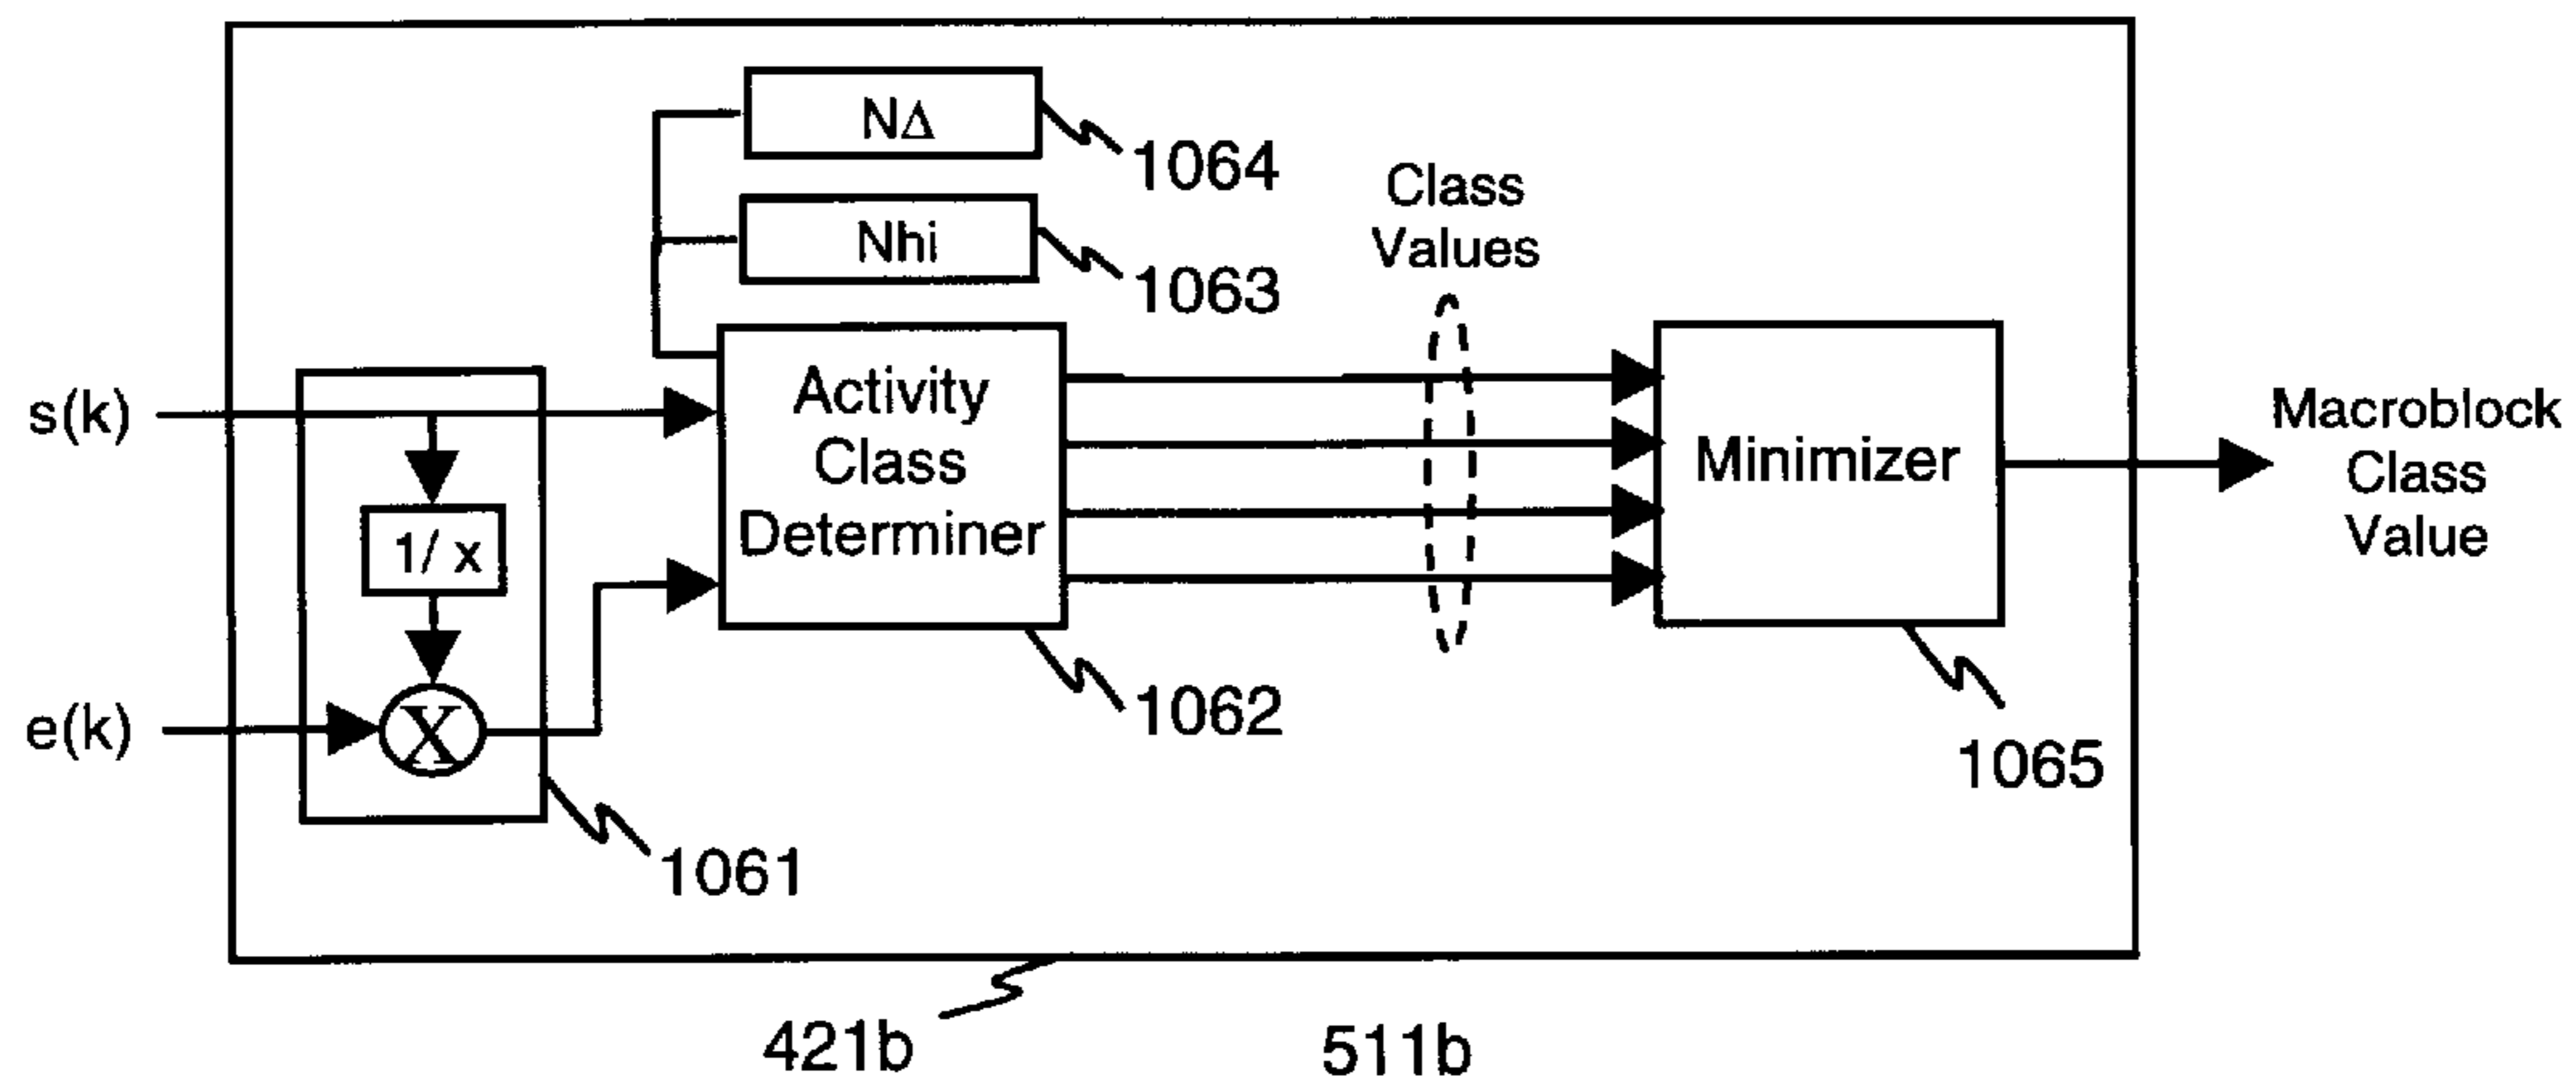 NΔ
1064
Nhi
1063
Class
Values
s(k)
1/ x
e(k)
X
1061
Activity
Class
Determiner
1062
Minimizer
1065
Macroblock
Class
Value
421b
511b